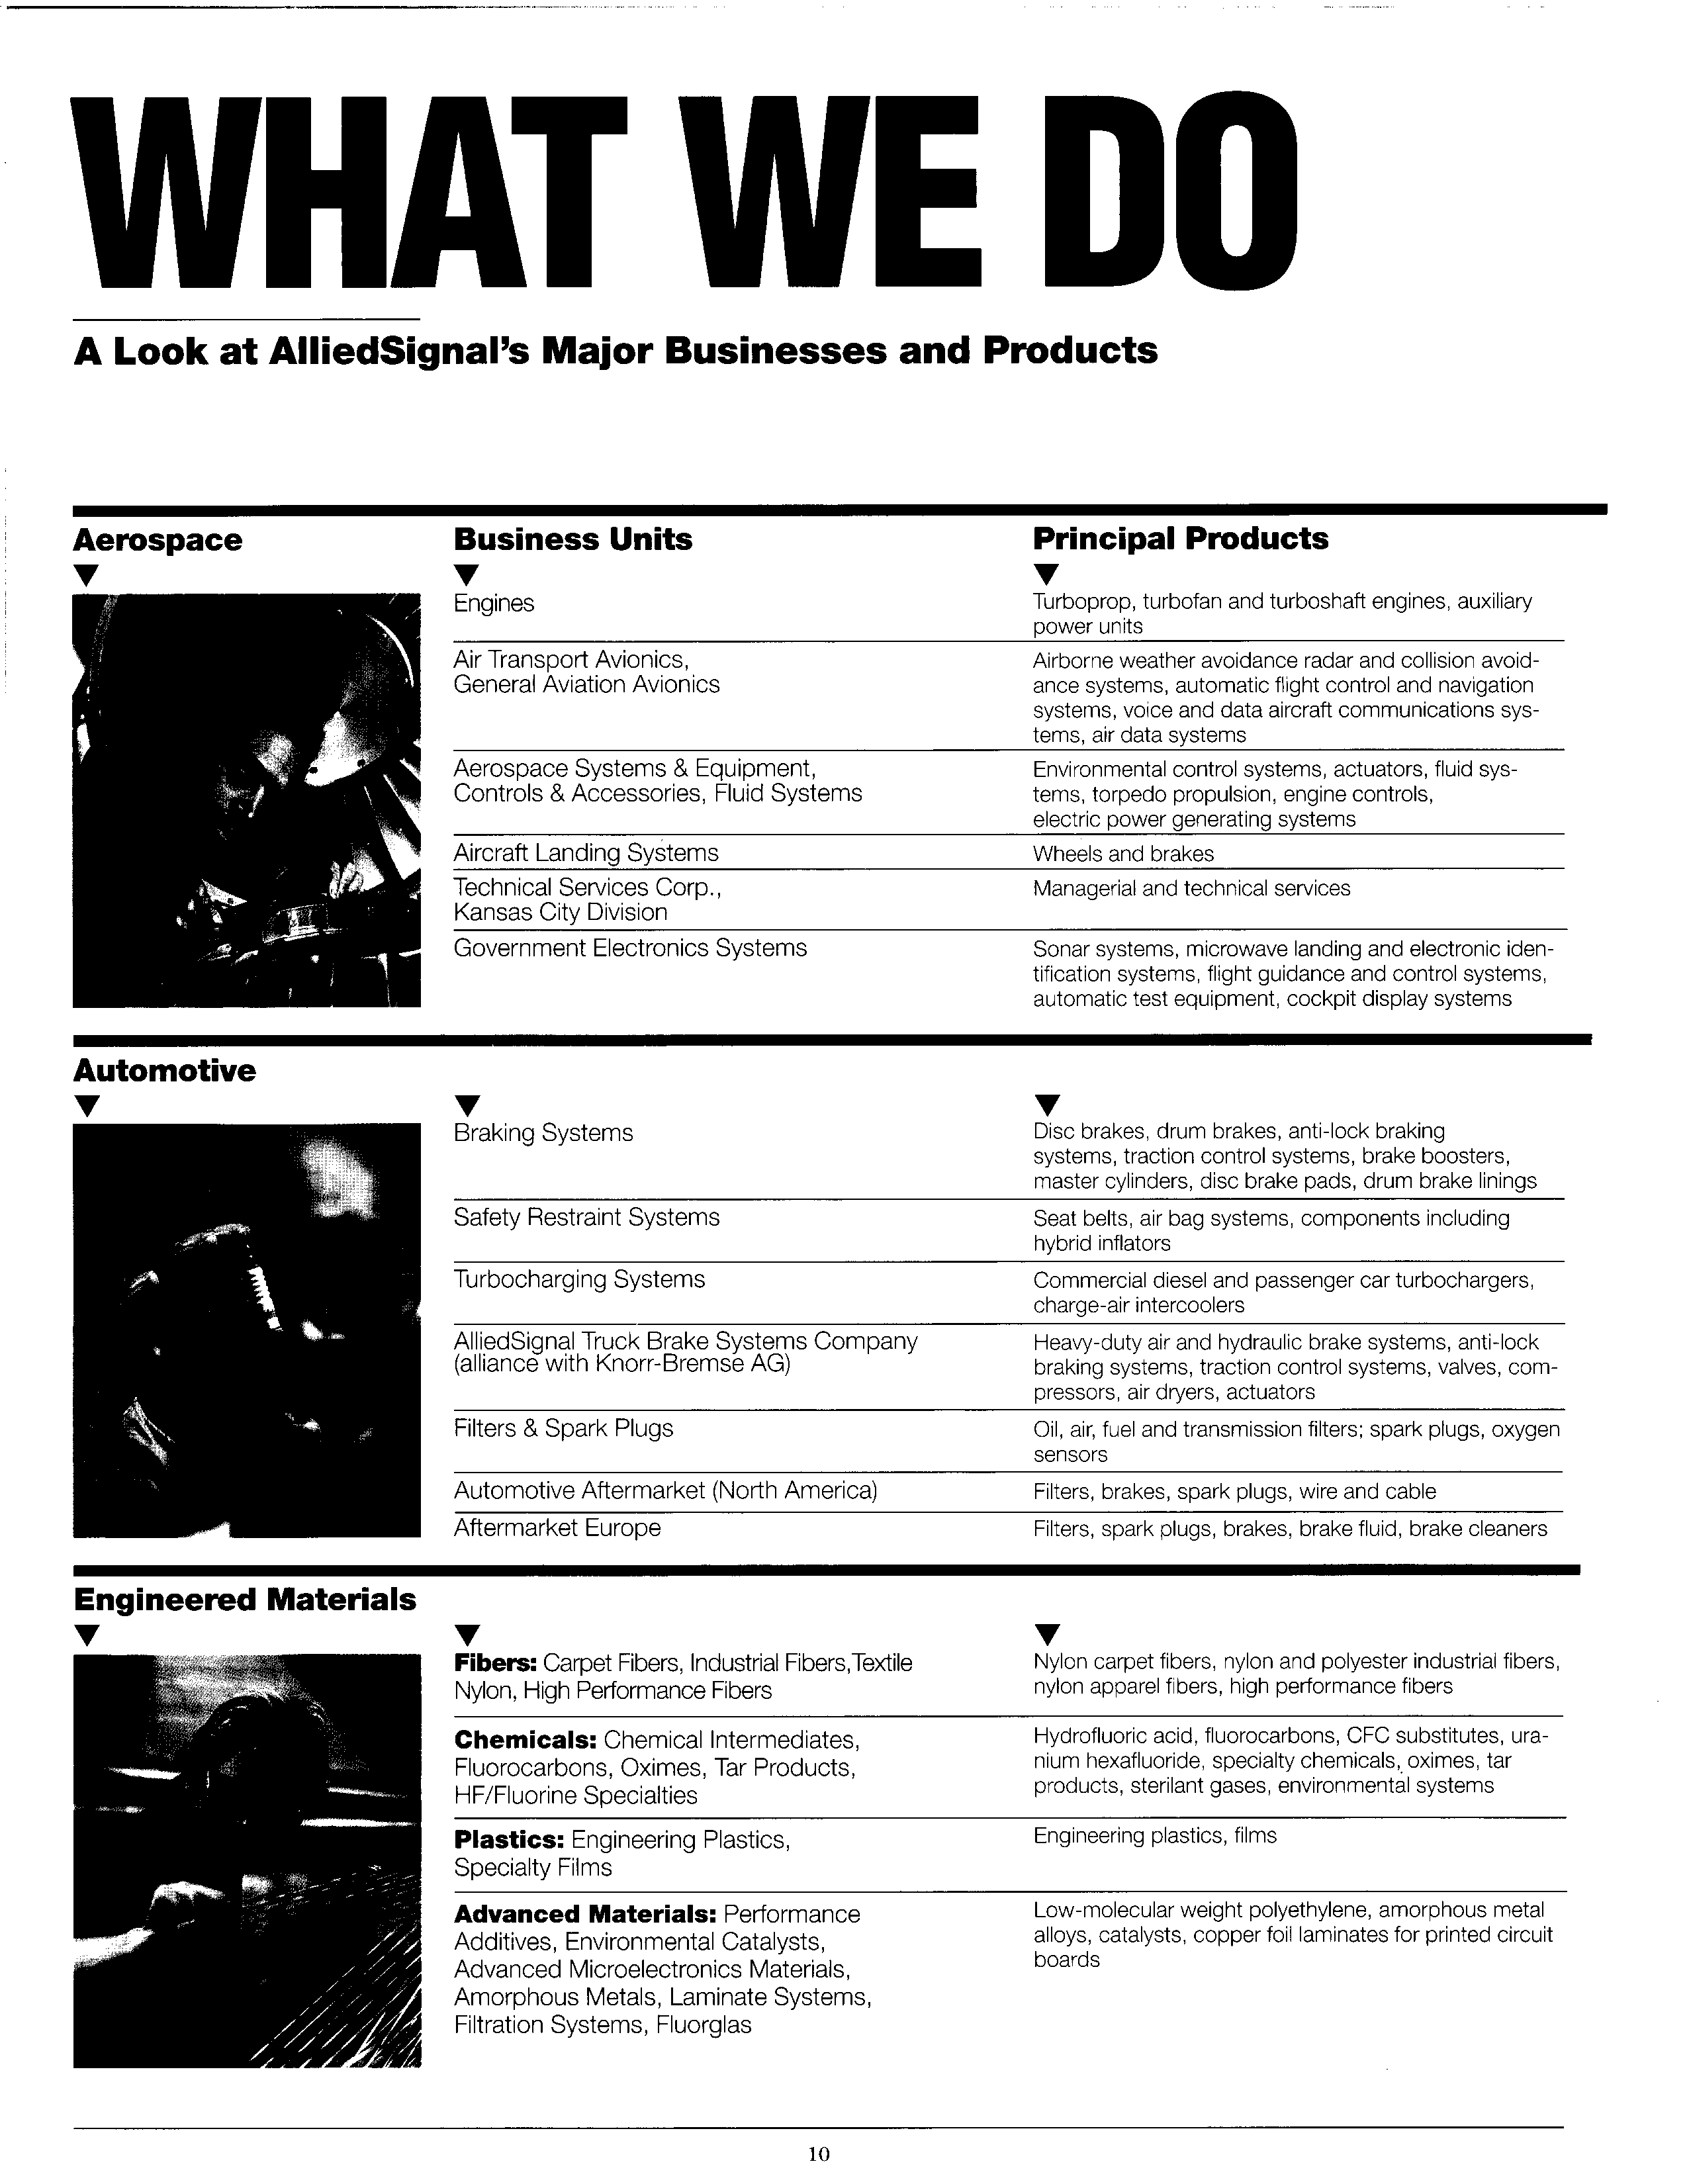 WHAT WE DO
A Look at AlliedSignal's Major Businesses and Products
Aerospace
Business Units
Principal Products
Engines
Turboprop, turbofan and turboshaft engines, auxiliary
power units
Air Transport Avionics,
General Aviation Avionics
Airborne weather avoidance radar and collision avoid-
ance systems, automatic flight control and navigation
systems, voice and data aircraft communications sys-
tems, air data systems
Aerospace Systems & Equipment,
Controls & Accessories, Fluid Systems
Environmental control systems, actuators, fluid sys-
tems, torpedo propulsion, engine controls,
electric power generating systems
Aircraft Landing Systems
Wheels and brakes
Technical Services Corp.,
Kansas City Division
Managerial and technical services
Government Electronics Systems
Sonar systems, microwave landing and electronic iden-
tification systems, flight guidance and control systems,
automatic test equipment, cockpit display systems
Automotive
Braking Systems
Disc brakes, drum brakes, anti-lock braking
systems, traction control systems, brake boosters,
master cylinders, disc brake pads, drum brake linings
Safety Restraint Systems
Seat belts, air bag systems, components including
hybrid inflators
Turbocharging Systems
Commercial diesel and passenger car turbochargers,
charge-air intercoolers
AlliedSignal Truck Brake Systems Company
(alliance with Knorr-Bremse AG)
Heavy-duty air and hydraulic brake systems, anti-lock
braking systems, traction control systems, valves, com-
pressors, air dryers, actuators
Filters & Spark Plugs
Oil, air, fuel and transmission filters; spark plugs, oxygen
sensors
Automotive Aftermarket (North America)
Filters, brakes, spark plugs, wire and cable
Aftermarket Europe
Filters, spark plugs, brakes, brake fluid, brake cleaners
Engineered Materials
Fibers: Carpet Fibers, Industrial Fibers, Textile
Nylon, High Performance Fibers
Nylon carpet fibers, nylon and polyester industrial fibers,
nylon apparel fibers, high performance fibers
Chemicals: Chemical Intermediates,
Fluorocarbons, Oximes, Tar Products,
HF/Fluorine Specialties
Hydrofluoric acid, fluorocarbons, CFC substitutes, ura-
nium hexafluoride, specialty chemicals, oximes, tar
products, sterilant gases, environmental systems
Plastics: Engineering Plastics,
Specialty Films
Engineering plastics, films
Advanced Materials: Performance
Additives, Environmental Catalysts,
Advanced Microelectronics Materials,
Amorphous Metals, Laminate Systems,
Filtration Systems, Fluorglas
Low-molecular weight polyethylene, amorphous metal
alloys, catalysts, copper foil laminates for printed circuit
boards
10